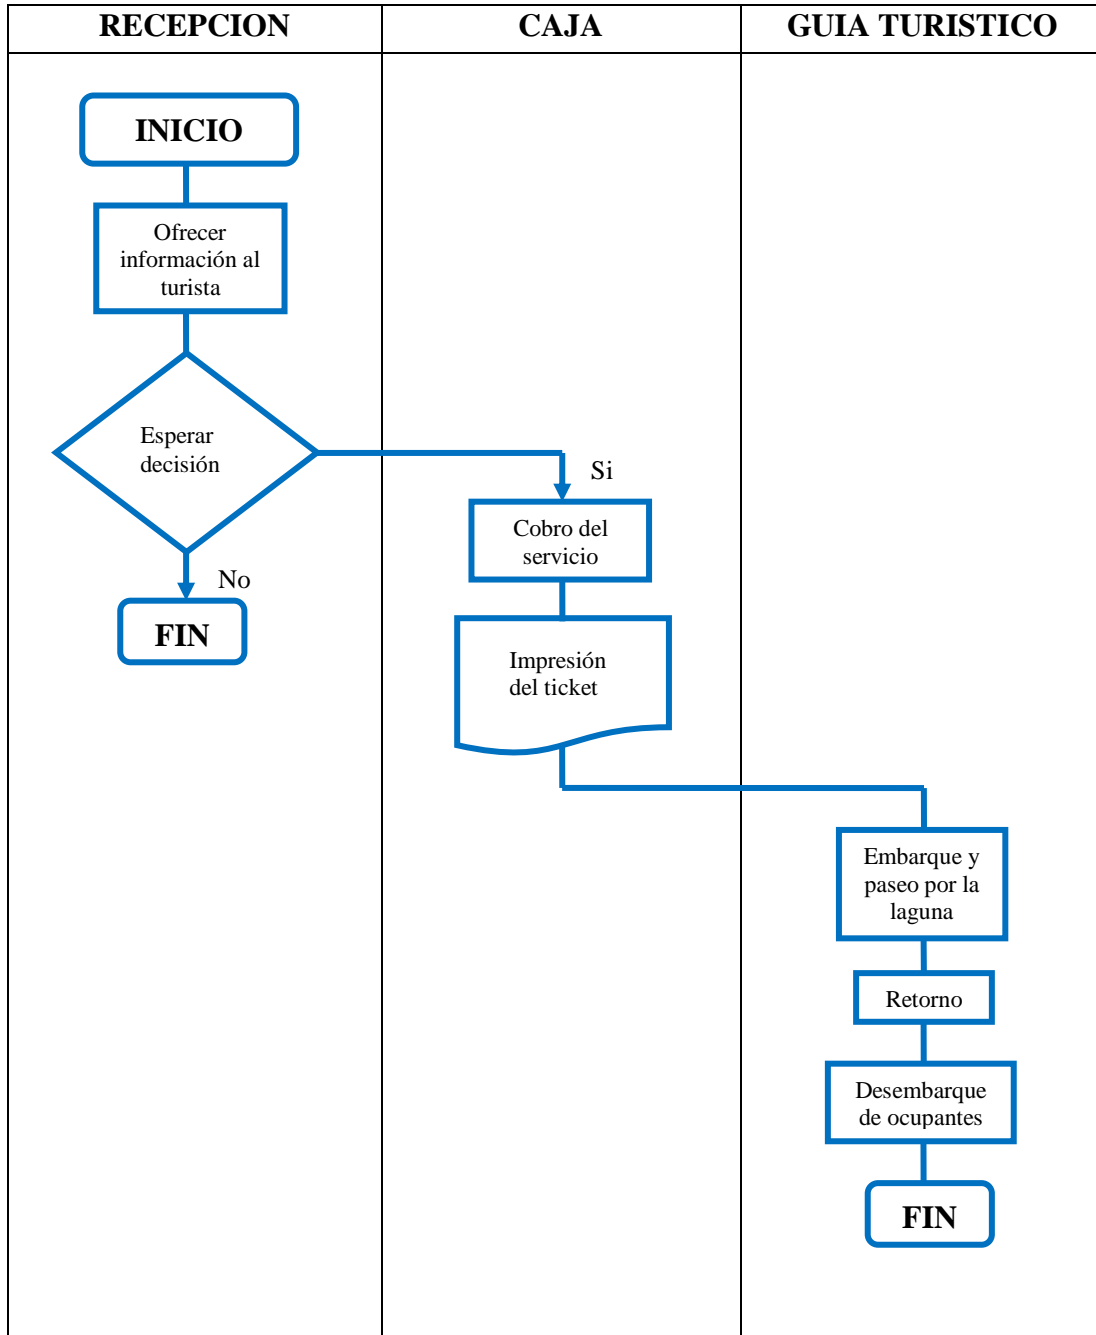 RECEPCION
CAJA
GUIA TURISTICO
INICIO
Ofrecer
información al
turista
Esperar
decisión
Si
No
FIN
Cobro del
servicio
Impresión
del ticket
Embarque y
paseo por la
laguna
Retorno
Desembarque
de ocupantes
FIN